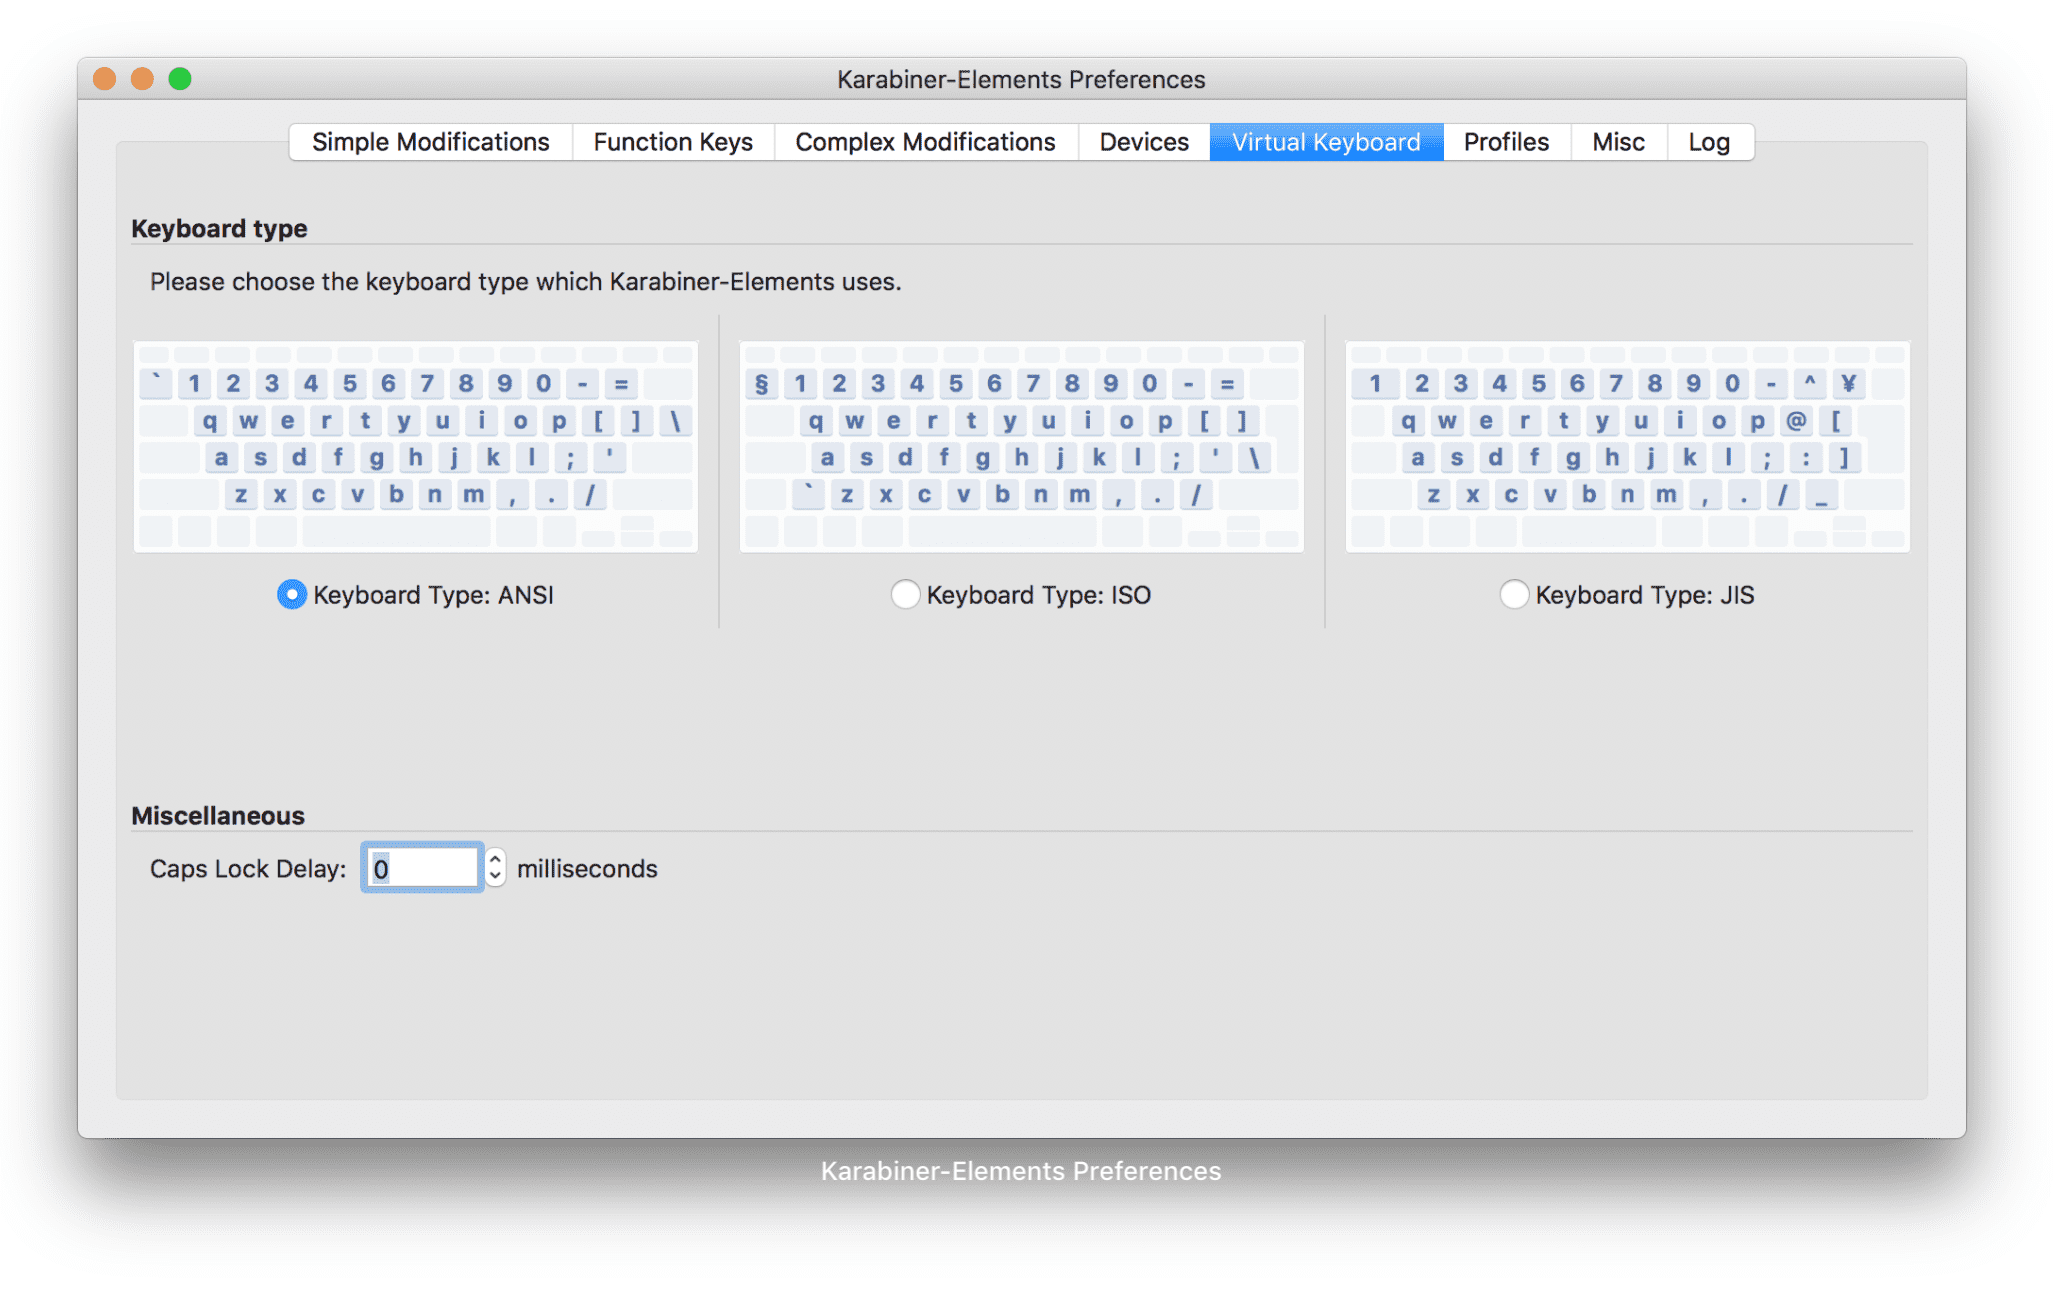 Karabiner-Elements Preferences
Simple Modifications Function Keys Complex Modifications Devices Virtual Keyboard Profiles Misc Log
Keyboard type
Please choose the keyboard type which Karabiner-Elements uses.
` 1 2 3 4 5 6 7 8 9 0 - =
q w e r t y u i o p [ ] \
a s d f g h j k l ; '
z x c v b n m , . /
Keyboard Type: ANSI
§ 1 2 3 4 5 6 7 8 9 0 - =
q w e r t y u i o p [ ]
a s d f g h j k l ; ' \
` z x c v b n m , . /
Keyboard Type: ISO
1 2 3 4 5 6 7 8 9 0 - ^ ¥
q w e r t y u i o p @ [
a s d f g h j k l ; : ]
z x c v b n m , . / _
Keyboard Type: JIS
Miscellaneous
Caps Lock Delay: 0 milliseconds
Karabiner-Elements Preferences